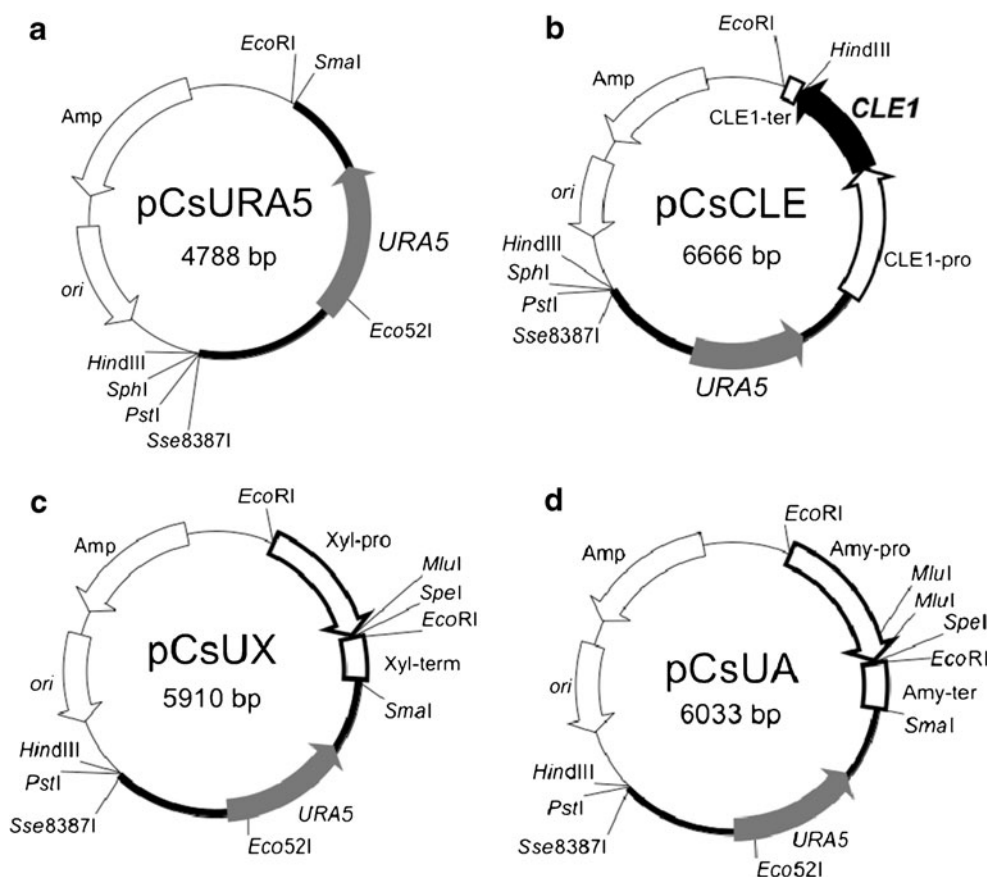 a
EcoRI
SmaI
Amp
pCsURA5
4788 bp
URA5
ori
Eco52I
HindIII
SphI
PstI
Sse8387I
b
EcoRI
HindIII
Amp
CLE1
CLE1-ter
ori
pCsCLE
6666 bp
HindIII
SphI
PstI
Sse8387I
CLE1-pro
URA5
c
EcoRI
Xyl-pro
Amp
MluI
SpeI
EcoRI
pCsUX
5910 bp
ori
Xyl-term
SmaI
HindIII
PstI
Sse8387I
URA5
Eco52I
d
EcoRI
Amy-pro
Amp
MluI
MluI
SpeI
EcoRI
pCsUA
6033 bp
ori
Amy-ter
SmaI
HindIII
PstI
Sse8387I
URA5
Eco52I